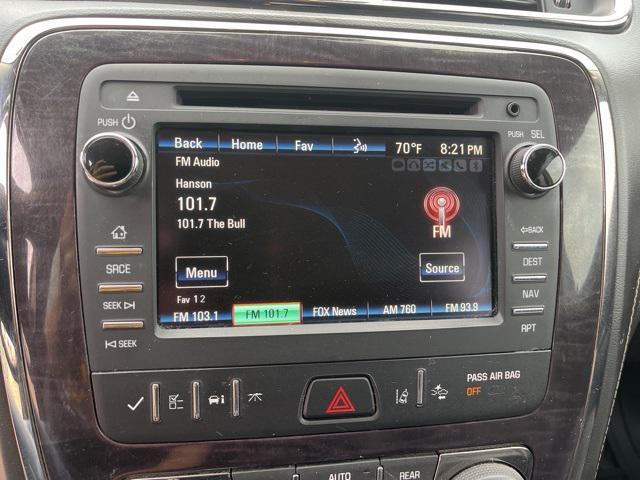 PUSH
PUSH SEL
Back Home Fav 70°F 8:21 PM
FM Audio
Hanson
101.7
101.7 The Bull
FM
Menu Source
Fav 1 2
FM 103.1 FM 101.7 FOX News AM 760 FM 93.9
SRCE
SEEK
SEEK
BACK
DEST
NAV
RPT
PASS AIR BAG
OFF
AUTO REAR